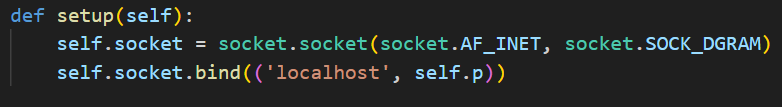 def setup(self):
    self.socket = socket.socket(socket.AF_INET, socket.SOCK_DGRAM)
    self.socket.bind(('localhost', self.p))